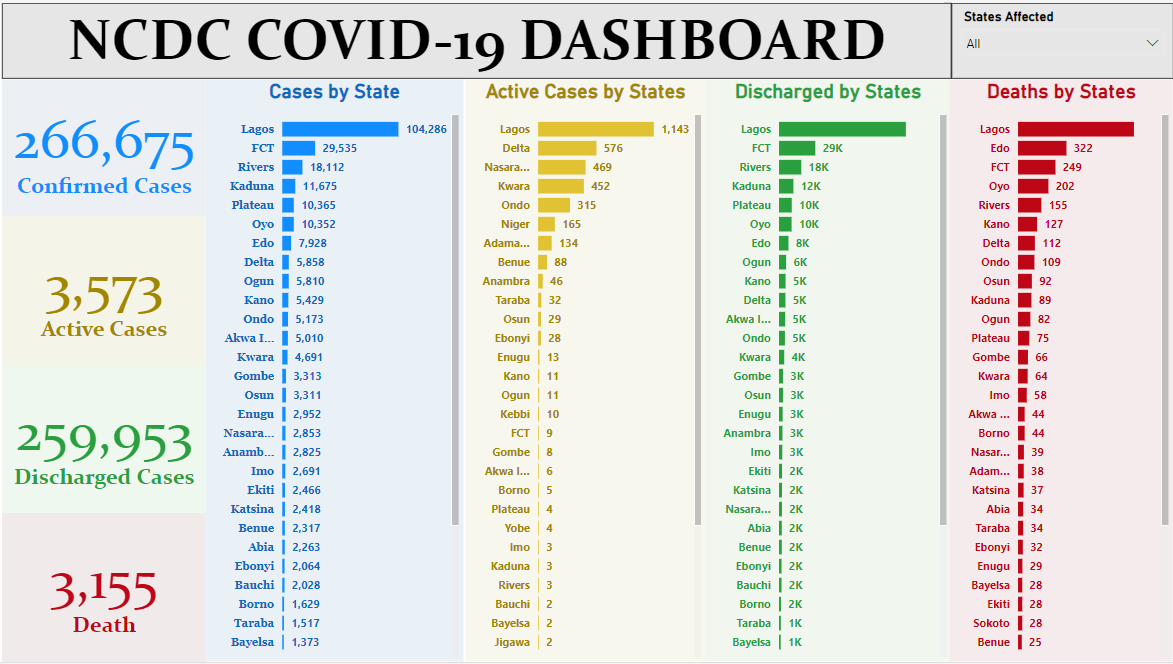 NCDC COVID-19 DASHBOARD
States Affected
All
266,675
Confirmed Cases
3,573
Active Cases
259,953
Discharged Cases
3,155
Death
Cases by State
Lagos 104,286
FCT 29,535
Rivers 18,112
Kaduna 11,675
Plateau 10,365
Oyo 10,352
Edo 7,928
Delta 5,858
Ogun 5,810
Kano 5,429
Ondo 5,173
Akwa I... 5,010
Kwara 4,691
Gombe 3,313
Osun 3,311
Enugu 2,952
Nasara... 2,853
Anamb... 2,825
Imo 2,691
Ekiti 2,466
Katsina 2,418
Benue 2,317
Abia 2,263
Ebonyi 2,064
Bauchi 2,028
Borno 1,629
Taraba 1,517
Bayelsa 1,373
Active Cases by States
Lagos 1,143
Delta 576
Nasara... 469
Kwara 452
Ondo 315
Niger 165
Adama... 134
Benue 88
Anambra 46
Taraba 32
Osun 29
Ebonyi 28
Enugu 13
Kano 11
Ogun 11
Kebbi 10
FCT 9
Gombe 8
Akwa I... 6
Borno 5
Plateau 4
Yobe 4
Imo 3
Kaduna 3
Rivers 3
Bauchi 2
Bayelsa 2
Jigawa 2
Discharged by States
Lagos
FCT 29K
Rivers 18K
Kaduna 12K
Plateau 10K
Oyo 10K
Edo 8K
Ogun 6K
Kano 5K
Delta 5K
Akwa I... 5K
Ondo 5K
Kwara 4K
Gombe 3K
Osun 3K
Enugu 3K
Anambra 3K
Imo 3K
Ekiti 2K
Katsina 2K
Nasara... 2K
Abia 2K
Benue 2K
Ebonyi 2K
Bauchi 2K
Borno 2K
Taraba 1K
Bayelsa 1K
Deaths by States
Lagos
Edo 322
FCT 249
Oyo 202
Rivers 155
Kano 127
Delta 112
Ondo 109
Osun 92
Kaduna 89
Ogun 82
Plateau 75
Gombe 66
Kwara 64
Imo 58
Akwa ... 44
Borno 44
Nasar... 39
Adam... 38
Katsina 37
Abia 34
Taraba 34
Ebonyi 32
Enugu 29
Bayelsa 28
Ekiti 28
Sokoto 28
Benue 25